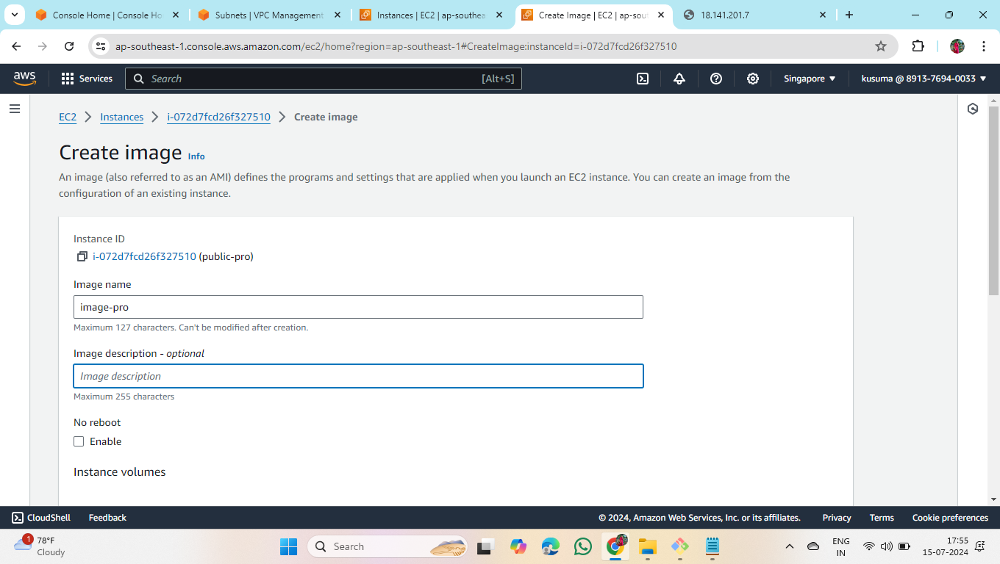 Console Home | Console Ho
Subnets | VPC Management
Instances | EC2 | ap-southea
Create Image | EC2 | ap-sout
18.141.201.7
ap-southeast-1.console.aws.amazon.com/ec2/home?region=ap-southeast-1#CreateImage:instanceId=i-072d7fcd26f327510
aws
Services
Search
[Alt+S]
Singapore
kusuma @ 8913-7694-0033
EC2 > Instances > i-072d7fcd26f327510 > Create image
Create image Info
An image (also referred to as an AMI) defines the programs and settings that are applied when you launch an EC2 instance. You can create an image from the
configuration of an existing instance.
Instance ID
i-072d7fcd26f327510 (public-pro)
Image name
image-pro
Maximum 127 characters. Can't be modified after creation.
Image description - optional
Image description
Maximum 255 characters
No reboot
Enable
Instance volumes
CloudShell
Feedback
© 2024, Amazon Web Services, Inc. or its affiliates.
Privacy
Terms
Cookie preferences
1
78°F
Cloudy
Search
ENG
IN
17:55
15-07-2024